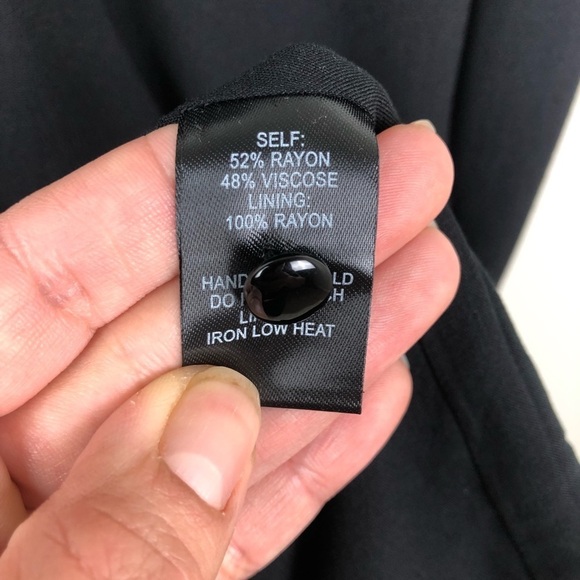 SELF:
52% RAYON
48% VISCOSE
LINING:
100% RAYON
HAND
DO
IRON LOW HEAT